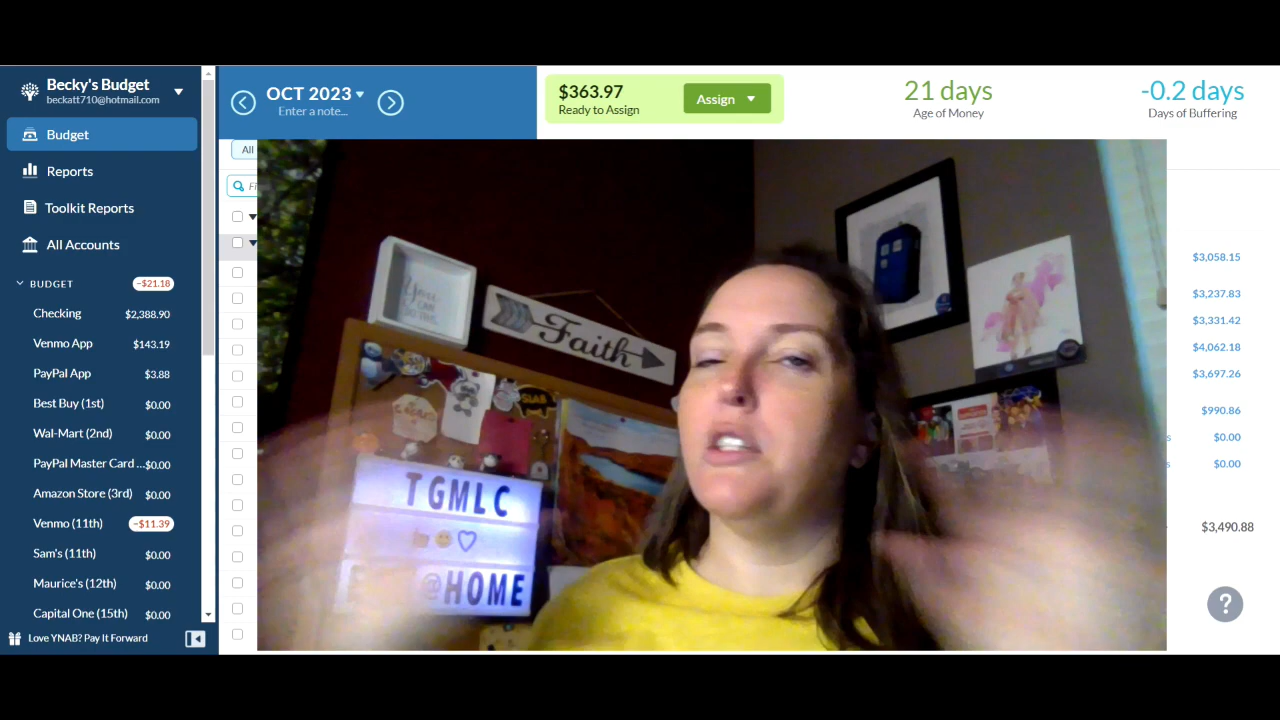 Becky's Budget
beckatt710@hotmail.com
Budget
Reports
Toolkit Reports
All Accounts
BUDGET -$21.18
Checking $2,388.90
Venmo App $143.19
PayPal App $3.88
Best Buy (1st) $0.00
Wal-Mart (2nd) $0.00
PayPal Master Card ... $0.00
Amazon Store (3rd) $0.00
Venmo (11th) -$11.39
Sam's (11th) $0.00
Maurice's (12th) $0.00
Capital One (15th) $0.00
Love YNAB? Pay It Forward
OCT 2023
Enter a note...
$363.97
Ready to Assign
Assign
21 days
Age of Money
-0.2 days
Days of Buffering
All
You
CAN
DO THIS
Faith
SLAB
TGMLC
@HOME
$3,058.15
$3,237.83
$3,331.42
$4,062.18
$3,697.26
$990.86
s $0.00
s $0.00
$3,490.88
?